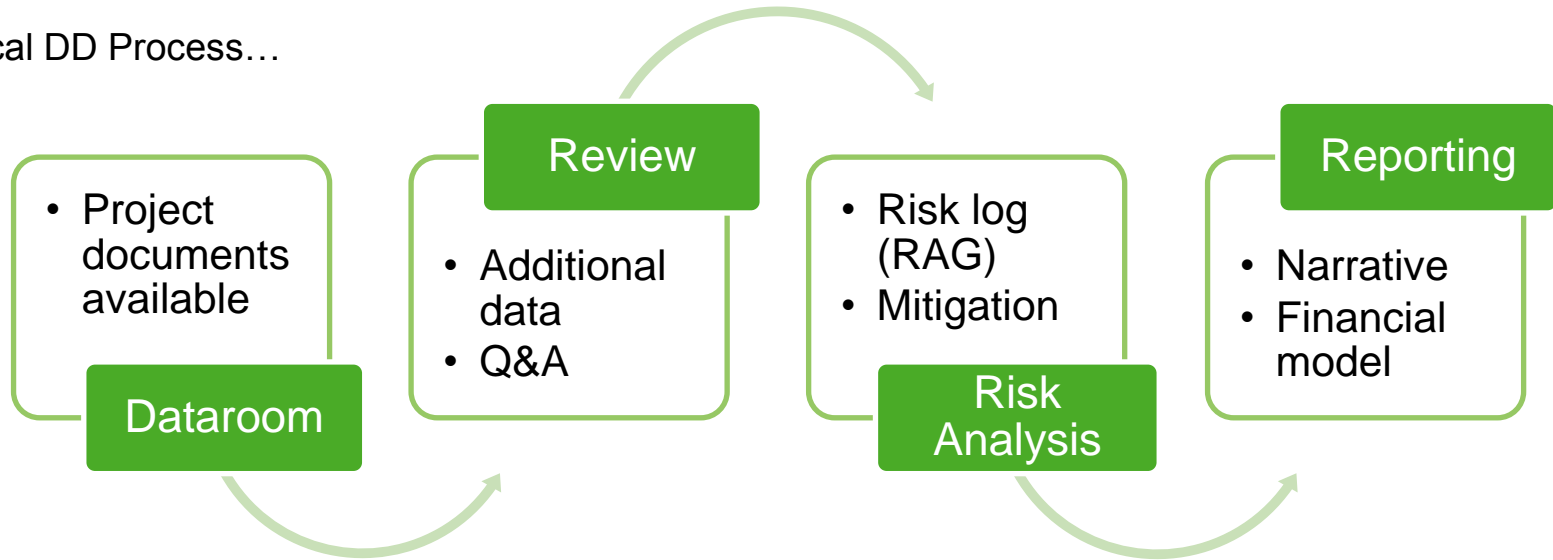 cal DD Process…
• Project
documents
available
Dataroom
Review
• Additional
data
• Q&A
• Risk log
(RAG)
• Mitigation
Risk
Analysis
Reporting
• Narrative
• Financial
model